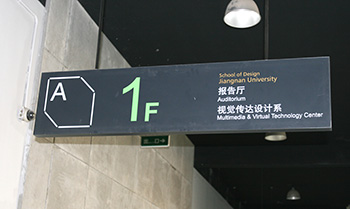 A
1F
School of Design
Jiangnan University
报告厅
Auditorium
视觉传达设计系
Multimedia & Virtual Technology Center